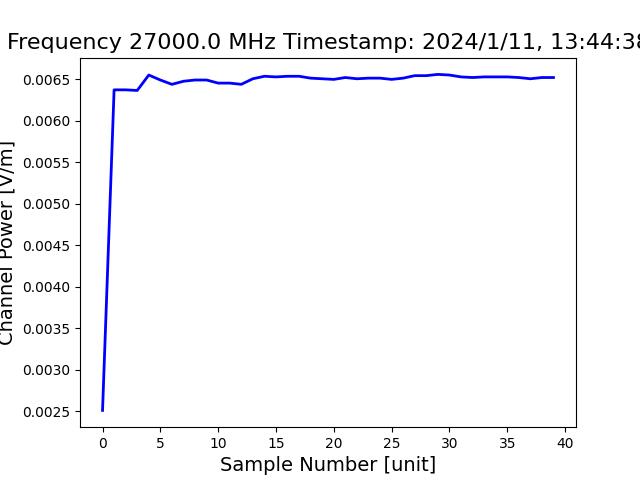 Frequency 27000.0 MHz Timestamp: 2024/1/11, 13:44:38
Channel Power [V/m]
0.0065
0.0060
0.0055
0.0050
0.0045
0.0040
0.0035
0.0030
0.0025
0 5 10 15 20 25 30 35 40
Sample Number [unit]